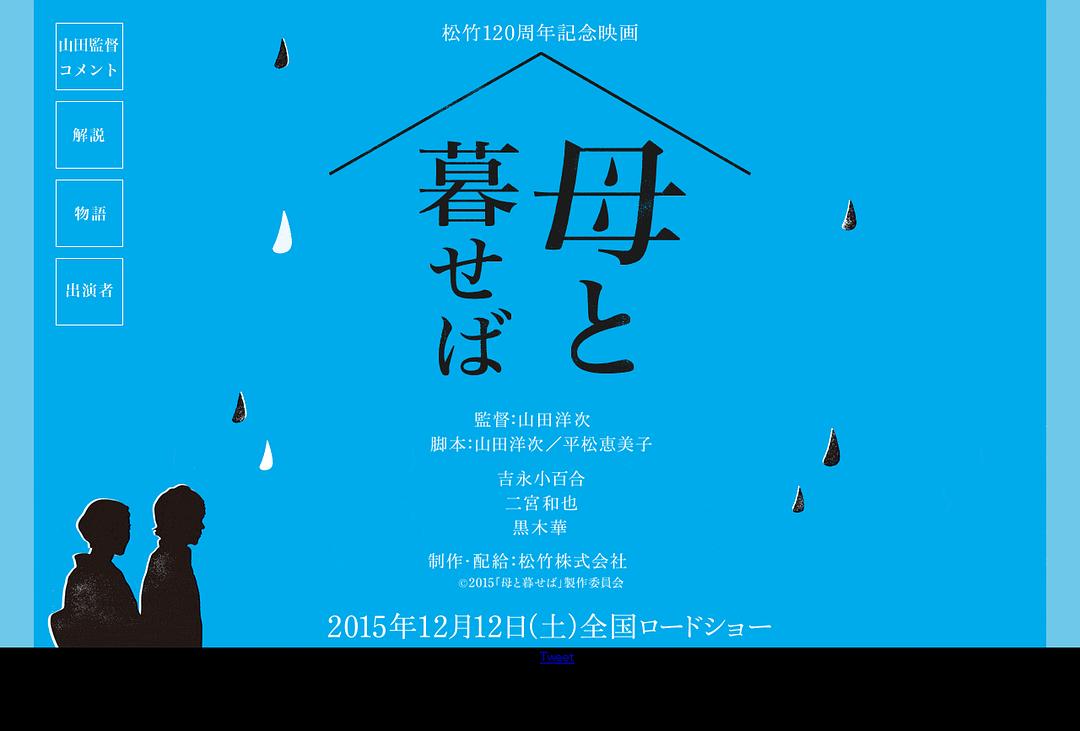 山田監督
コメント
解説
物語
出演者
松竹120周年記念映画
母と
暮せば
監督:山田洋次
脚本:山田洋次／平松恵美子
吉永小百合
二宮和也
黒木華
制作·配給:松竹株式会社
©2015「母と暮せば」製作委員会
2015年12月12日(土)全国ロードショー
Tweet